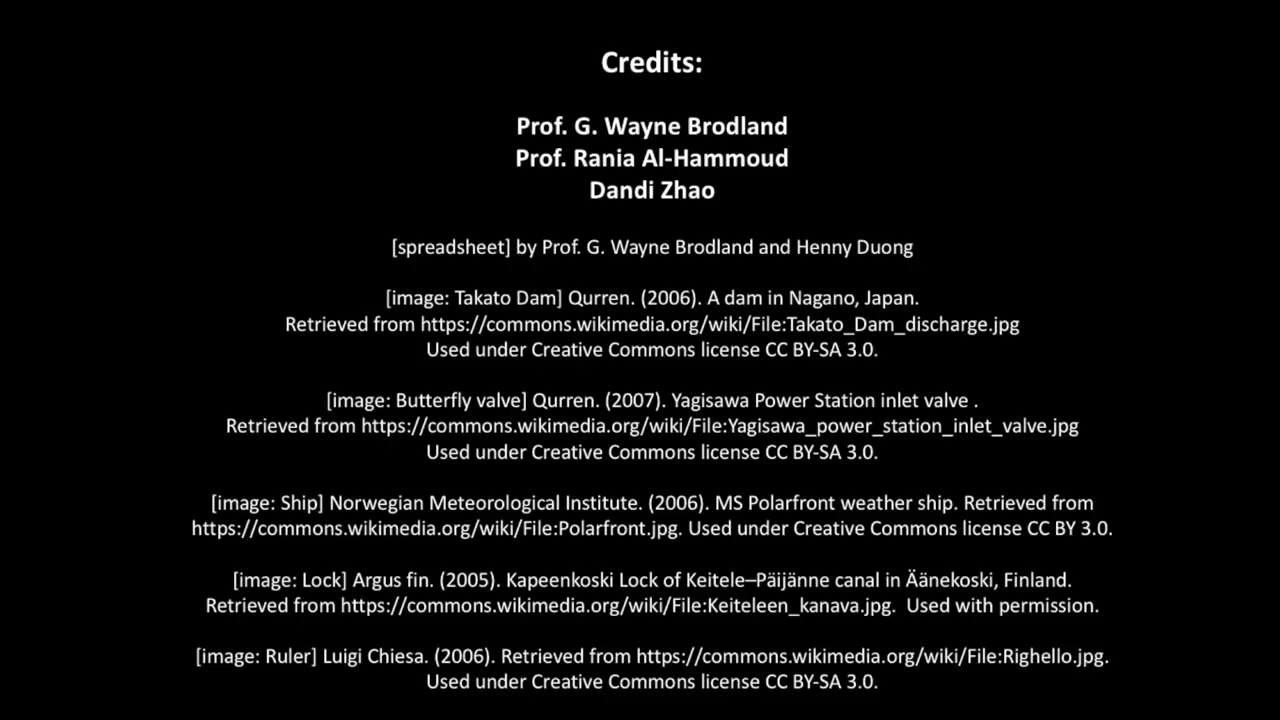 Credits:
Prof. G. Wayne Brodland
Prof. Rania Al-Hammoud
Dandi Zhao
[spreadsheet] by Prof. G. Wayne Brodland and Henny Duong
[image: Takato Dam] Qurren. (2006). A dam in Nagano, Japan.
Retrieved from https://commons.wikimedia.org/wiki/File:Takato_Dam_discharge.jpg
Used under Creative Commons license CC BY-SA 3.0.
[image: Butterfly valve] Qurren. (2007). Yagisawa Power Station inlet valve .
Retrieved from https://commons.wikimedia.org/wiki/File:Yagisawa_power_station_inlet_valve.jpg
Used under Creative Commons license CC BY-SA 3.0.
[image: Ship] Norwegian Meteorological Institute. (2006). MS Polarfront weather ship. Retrieved from
https://commons.wikimedia.org/wiki/File:Polarfront.jpg. Used under Creative Commons license CC BY 3.0.
[image: Lock] Argus fin. (2005). Kapeenkoski Lock of Keitele–Päijänne canal in Äänekoski, Finland.
Retrieved from https://commons.wikimedia.org/wiki/File:Keiteleen_kanava.jpg.  Used with permission.
[image: Ruler] Luigi Chiesa. (2006). Retrieved from https://commons.wikimedia.org/wiki/File:Righello.jpg.
Used under Creative Commons license CC BY-SA 3.0.